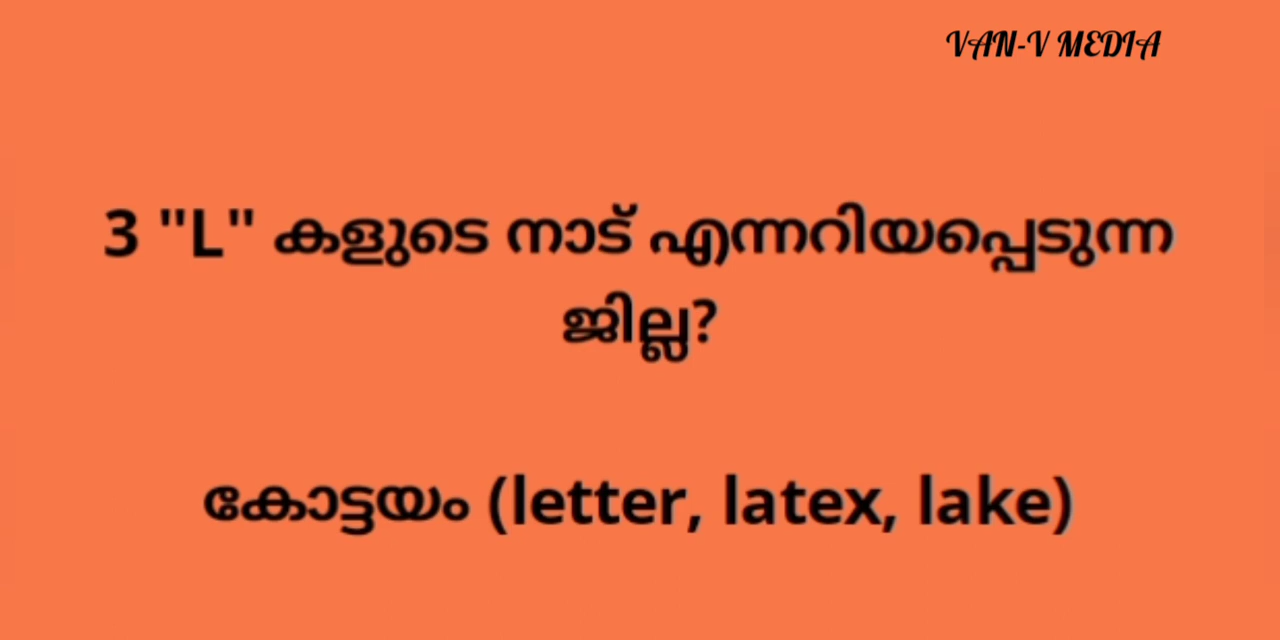 VAN-V MEDIA
3 "L" കളുടെ നാട് എന്നറിയപ്പെടുന്ന
ജില്ല?
കോട്ടയം (letter, latex, lake)